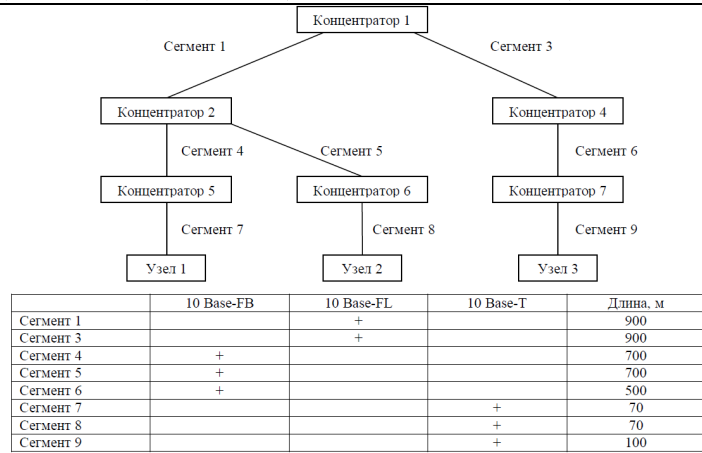 Концентратор 1
Сегмент 1 Сегмент 3
Концентратор 2 Концентратор 4
Сегмент 4 Сегмент 5 Сегмент 6
Концентратор 5 Концентратор 6 Концентратор 7
Сегмент 7 Сегмент 8 Сегмент 9
Узел 1 Узел 2 Узел 3
10 Base-FB 10 Base-FL 10 Base-T Длина, м
Сегмент 1 + 900
Сегмент 3 + 900
Сегмент 4 + 700
Сегмент 5 + 700
Сегмент 6 + 500
Сегмент 7 + 70
Сегмент 8 + 70
Сегмент 9 + 100